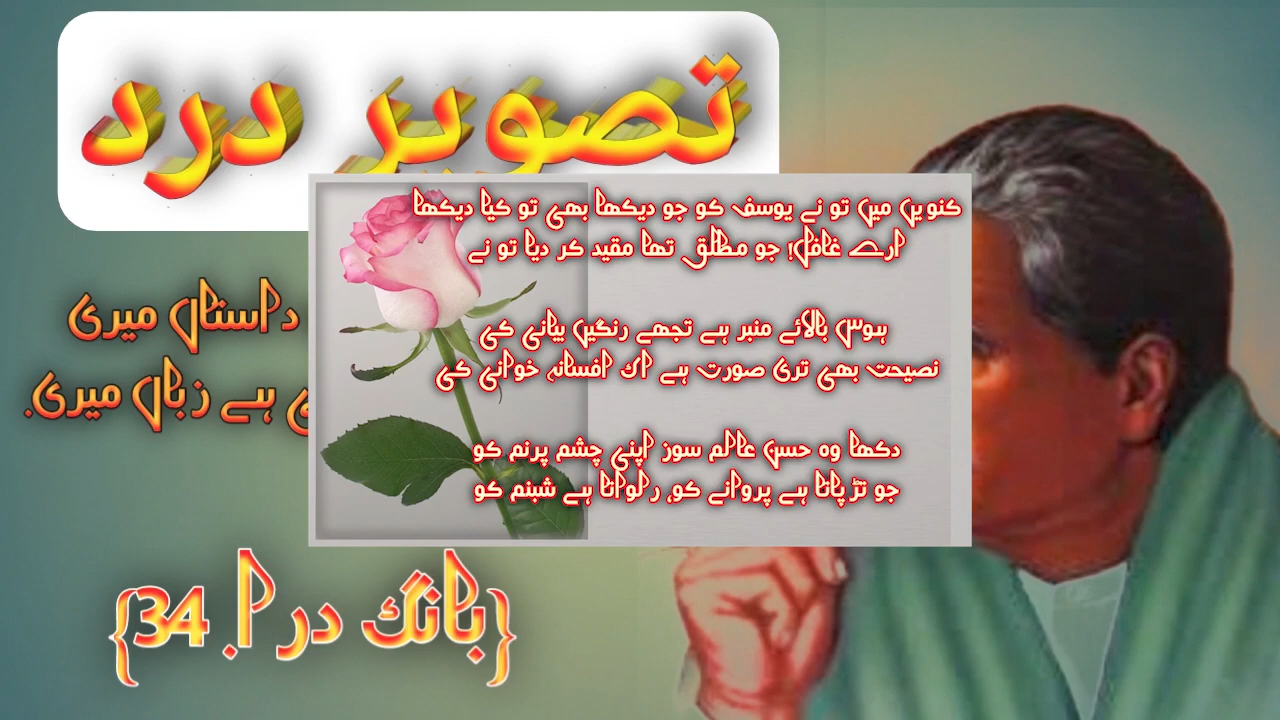 تصویر درد
کنویں میں تو نے یوسف کو جو دیکھا بھی تو کیا دیکھا
ارے غافل! جو مطلق تھا مقید کر دیا تو نے
ہوس بالائے منبر ہے تجھے رنگیں بیانی کی
نصیحت بھی تری صورت ہے اک افسانہ خوانی کی
دکھا وہ حسن عالم سوز اپنی چشم پرنم کو
جو تڑپاتا ہے پروانے کو، رلواتا ہے شبنم کو
داستاں میری
ہے زباں میری.
{بانگ درا. 34}